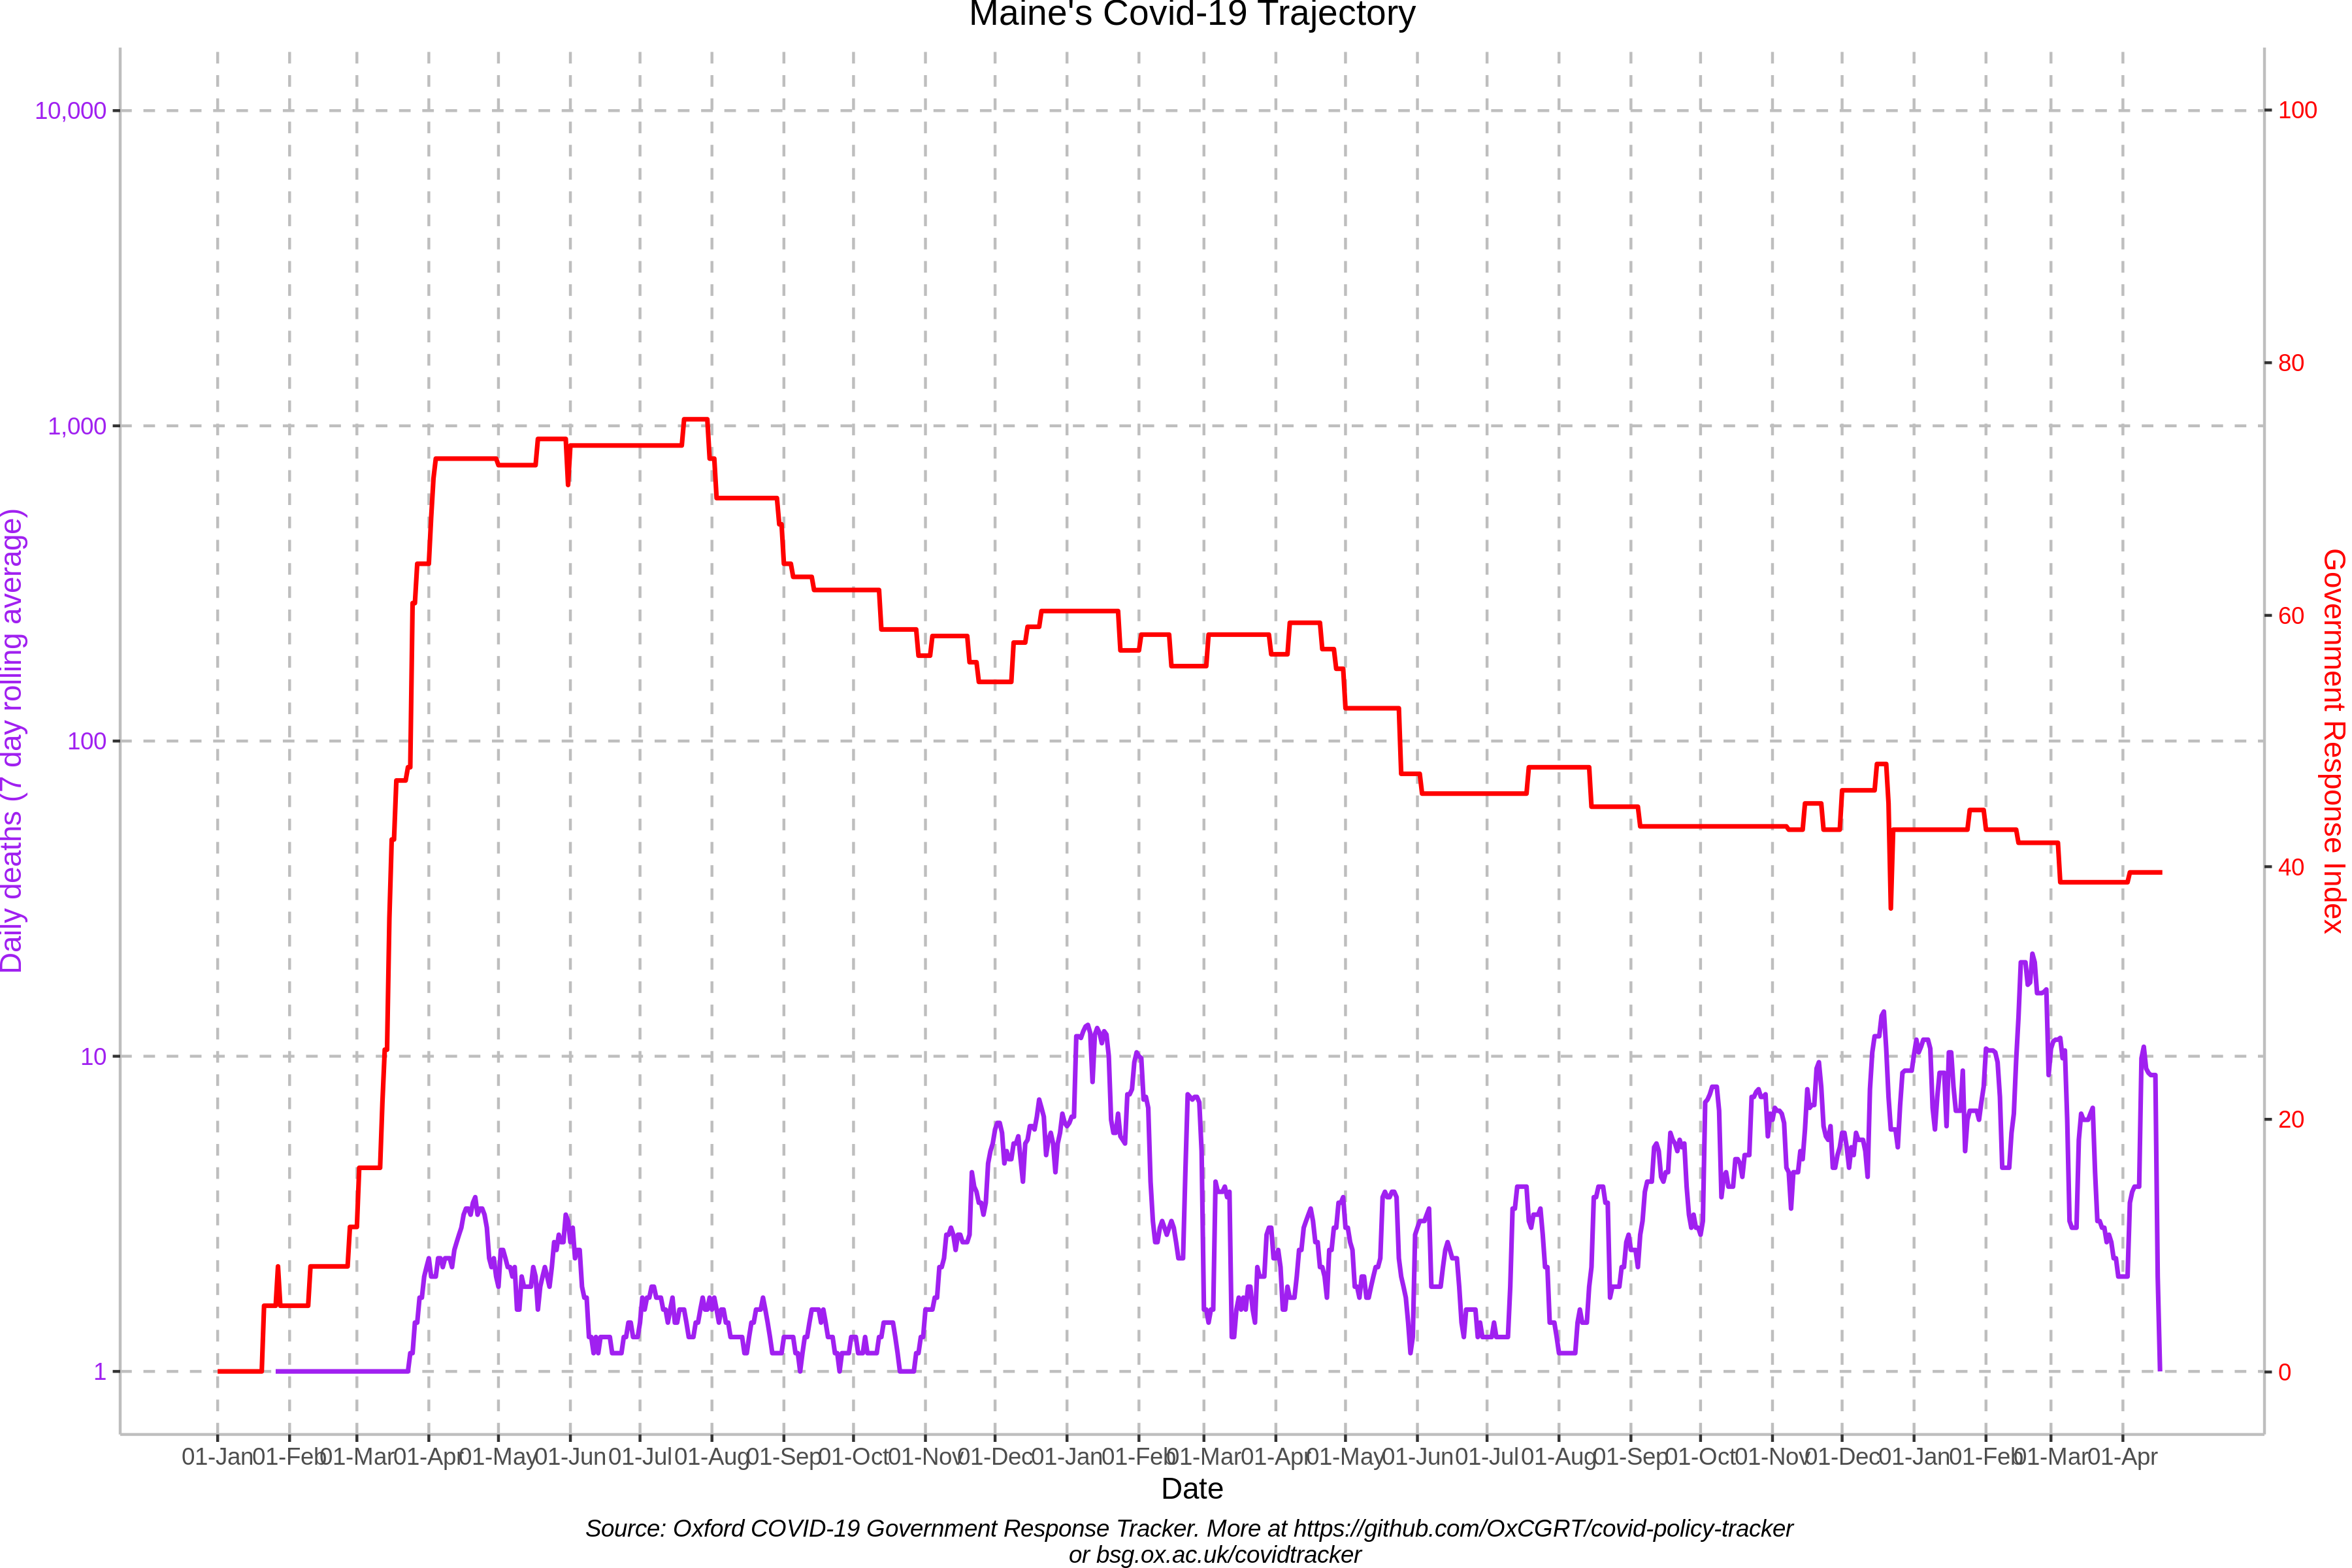 Maine's Covid-19 Trajectory
10,000
1,000
100
10
1
Daily deaths (7 day rolling average)
100
80
60
40
20
0
Government Response Index
01-Jan 01-Feb 01-Mar 01-Apr 01-May 01-Jun 01-Jul 01-Aug 01-Sep 01-Oct 01-Nov 01-Dec 01-Jan 01-Feb 01-Mar 01-Apr 01-May 01-Jun 01-Jul 01-Aug 01-Sep 01-Oct 01-Nov 01-Dec 01-Jan 01-Feb 01-Mar 01-Apr
Date
Source: Oxford COVID-19 Government Response Tracker. More at https://github.com/OxCGRT/covid-policy-tracker
or bsg.ox.ac.uk/covidtracker